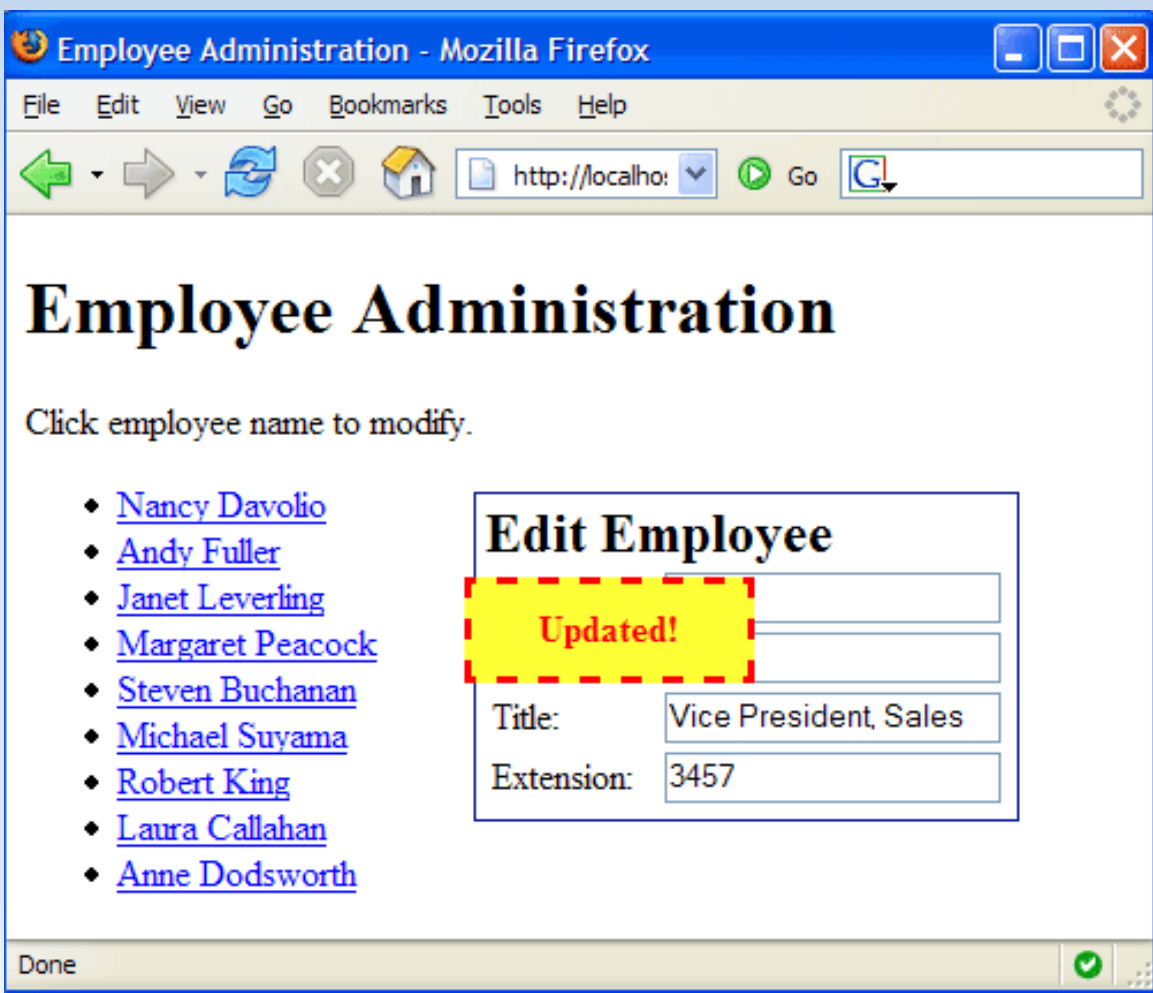 Employee Administration - Mozilla Firefox
File Edit View Go Bookmarks Tools Help
http://localho: Go G
Employee Administration
Click employee name to modify.
Nancy Davolio
Andy Fuller
Janet Leverling
Margaret Peacock
Steven Buchanan
Michael Suyama
Robert King
Laura Callahan
Anne Dodsworth
Edit Employee
Updated!
Title: Vice President, Sales
Extension: 3457
Done